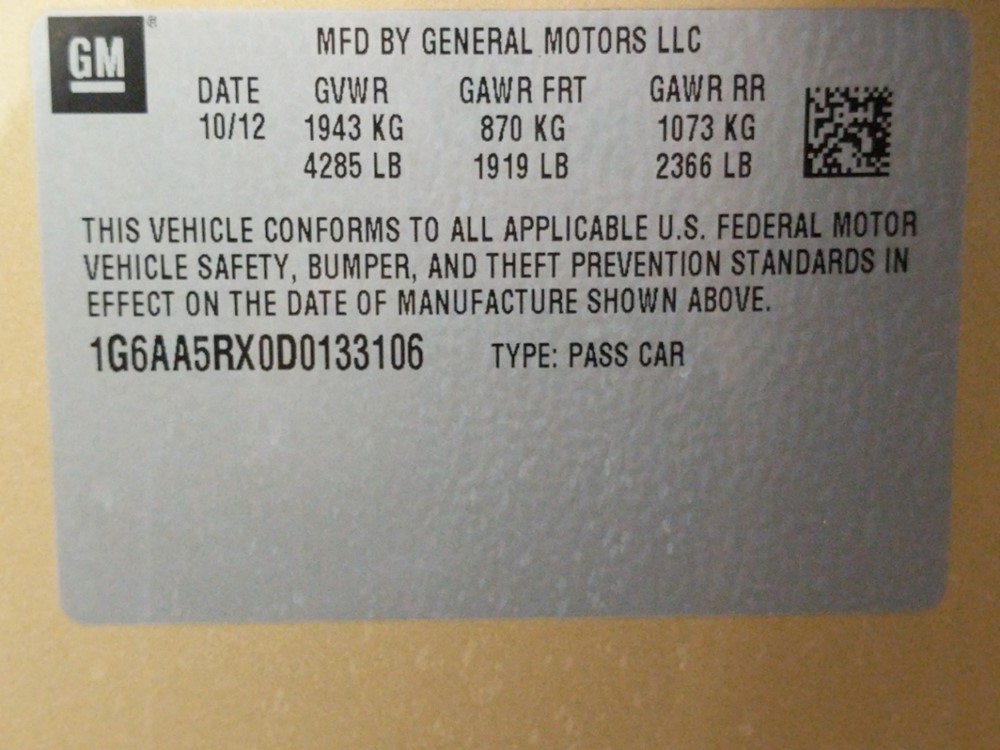 GM®
MFD BY GENERAL MOTORS LLC
DATE GVWR GAWR FRT GAWR RR
10/12 1943 KG 870 KG 1073 KG
4285 LB 1919 LB 2366 LB
THIS VEHICLE CONFORMS TO ALL APPLICABLE U.S. FEDERAL MOTOR
VEHICLE SAFETY, BUMPER, AND THEFT PREVENTION STANDARDS IN
EFFECT ON THE DATE OF MANUFACTURE SHOWN ABOVE.
1G6AA5RX0D0133106 TYPE: PASS CAR